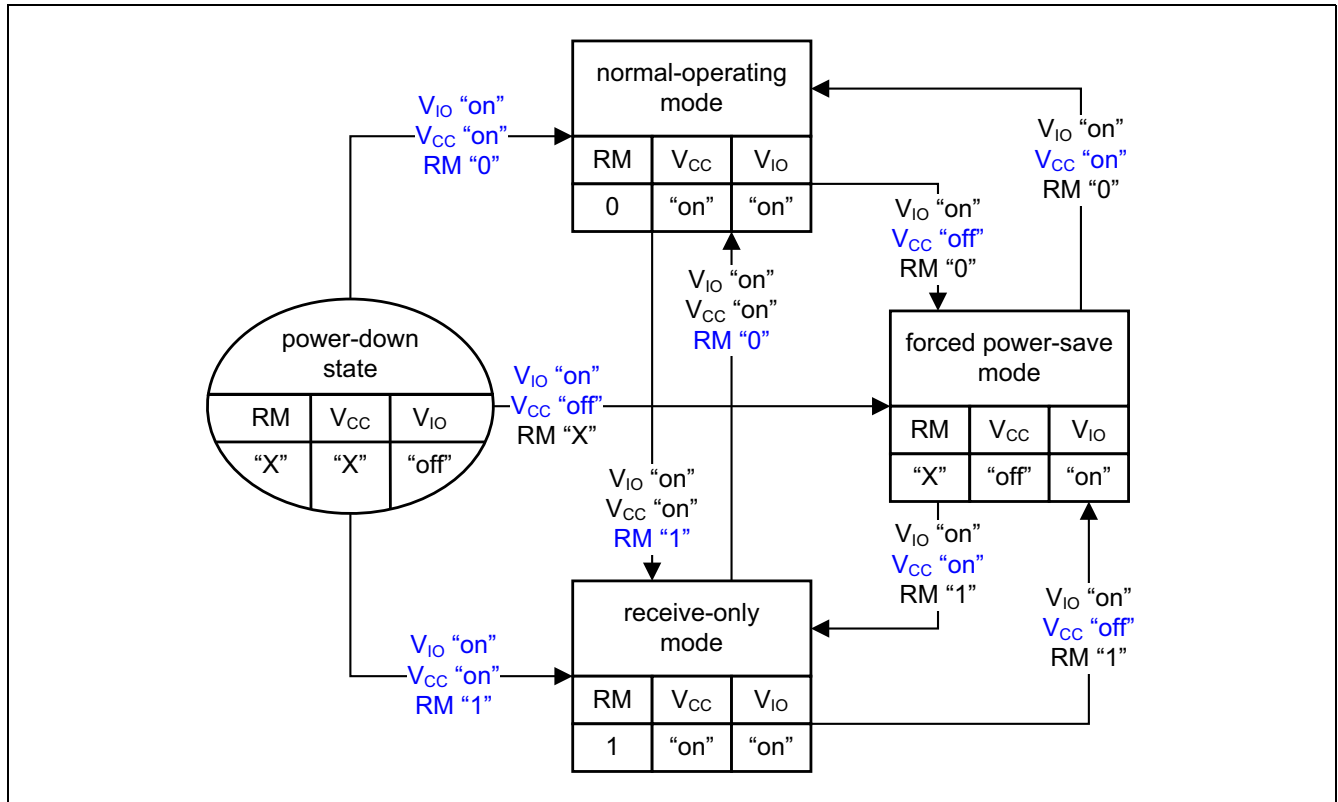 normal-operating
mode
RM VCC VIO
0 “on” “on”
VIO “on”
VCC “on”
RM “0”
VIO “on”
VCC “on”
RM “0”
VIO “on”
VCC “off”
RM “0”
VIO “on”
VCC “on”
RM “0”
power-down
state
RM VCC VIO
“X” “X” “off”
VIO “on”
VCC “off”
RM “X”
forced power-save
mode
RM VCC VIO
“X” “off” “on”
VIO “on”
VCC “on”
RM “1”
VIO “on”
VCC “on”
RM “1”
VIO “on”
VCC “off”
RM “1”
VIO “on”
VCC “on”
RM “1”
receive-only
mode
RM VCC VIO
1 “on” “on”